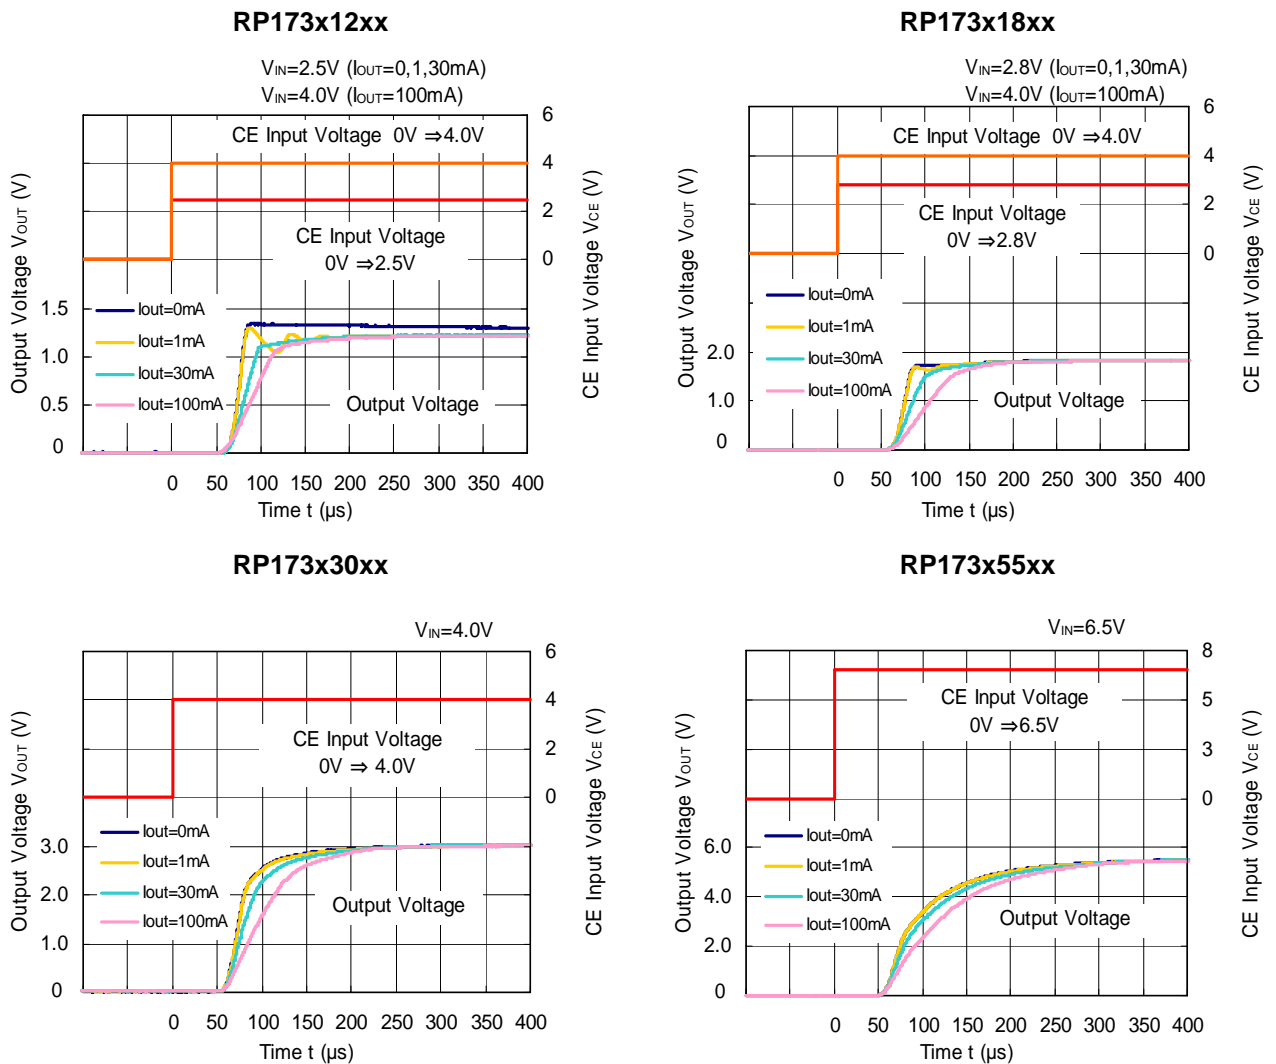 RP173x12xx
VIN=2.5V (IOUT=0,1,30mA)
VIN=4.0V (IOUT=100mA)
CE Input Voltage 0V ⇒4.0V
CE Input Voltage
0V ⇒2.5V
Iout=0mA
Iout=1mA
Iout=30mA
Iout=100mA
Output Voltage
Output Voltage VOUT (V)
1.5
1.0
0.5
0
CE Input Voltage VCE (V)
6
4
2
0
0 50 100 150 200 250 300 350 400
Time t (µs)
RP173x18xx
VIN=2.8V (IOUT=0,1,30mA)
VIN=4.0V (IOUT=100mA)
CE Input Voltage 0V ⇒4.0V
CE Input Voltage
0V ⇒2.8V
Iout=0mA
Iout=1mA
Iout=30mA
Iout=100mA
Output Voltage
Output Voltage VOUT (V)
2.0
1.0
0
CE Input Voltage VCE (V)
6
4
2
0
0 50 100 150 200 250 300 350 400
Time t (µs)
RP173x30xx
VIN=4.0V
CE Input Voltage
0V ⇒ 4.0V
Iout=0mA
Iout=1mA
Iout=30mA
Iout=100mA
Output Voltage
Output Voltage VOUT (V)
3.0
2.0
1.0
0
CE Input Voltage VCE (V)
6
4
2
0
0 50 100 150 200 250 300 350 400
Time t (µs)
RP173x55xx
VIN=6.5V
CE Input Voltage
0V ⇒6.5V
Iout=0mA
Iout=1mA
Iout=30mA
Iout=100mA
Output Voltage
Output Voltage VOUT (V)
6.0
4.0
2.0
0
CE Input Voltage VCE (V)
8
5
3
0
0 50 100 150 200 250 300 350 400
Time t (µs)